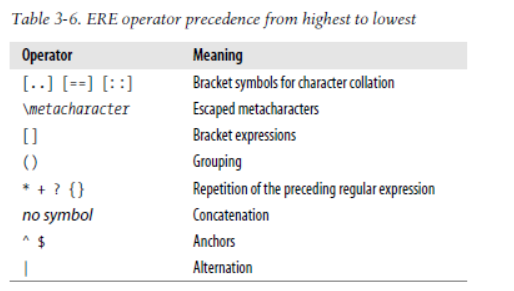 Table 3-6. ERE operator precedence from highest to lowest
Operator Meaning
[..] [==] [::] Bracket symbols for character collation
\metacharacter Escaped metacharacters
[] Bracket expressions
() Grouping
* + ? {} Repetition of the preceding regular expression
no symbol Concatenation
^ $ Anchors
| Alternation